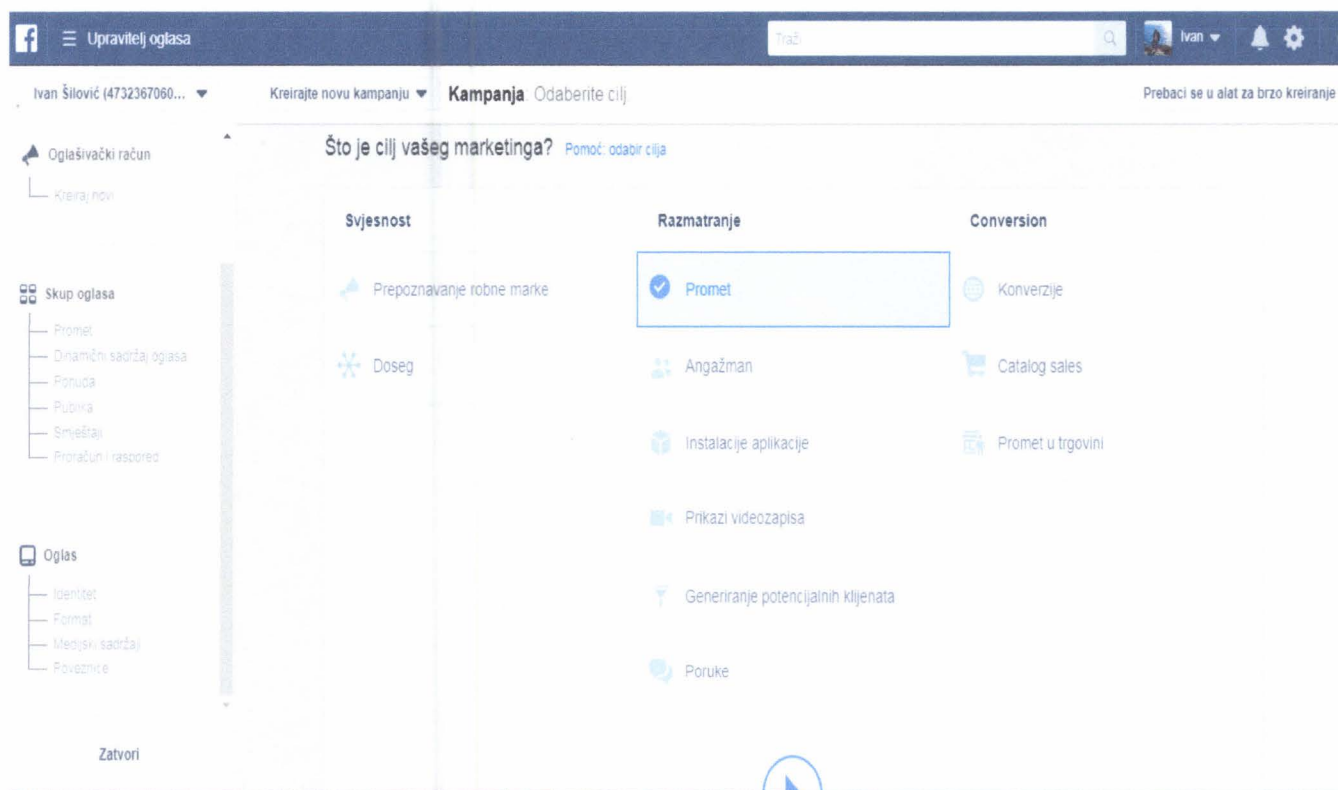 f
Upravitelj oglasa
Traži
Ivan
Ivan Šilović (4732367060...
Kreirajte novu kampanju
Kampanja: Odaberite cilj
Prebaci se u alat za brzo kreiranje
Oglašivački račun
Kreiraj novi
Skup oglasa
Promet
Dinamični sadržaj oglasa
Ponuda
Publika
Smještaji
Proračun i raspored
Oglas
Identitet
Format
Medijski sadržaji
Poveznice
Zatvori
Što je cilj vašeg marketinga? Pomoć: odabir cilja
Svjesnost
Prepoznavanje robne marke
Doseg
Razmatranje
Promet
Angažman
Instalacije aplikacije
Prikazi videozapisa
Generiranje potencijalnih klijenata
Poruke
Conversion
Konverzije
Catalog sales
Promet u trgovini